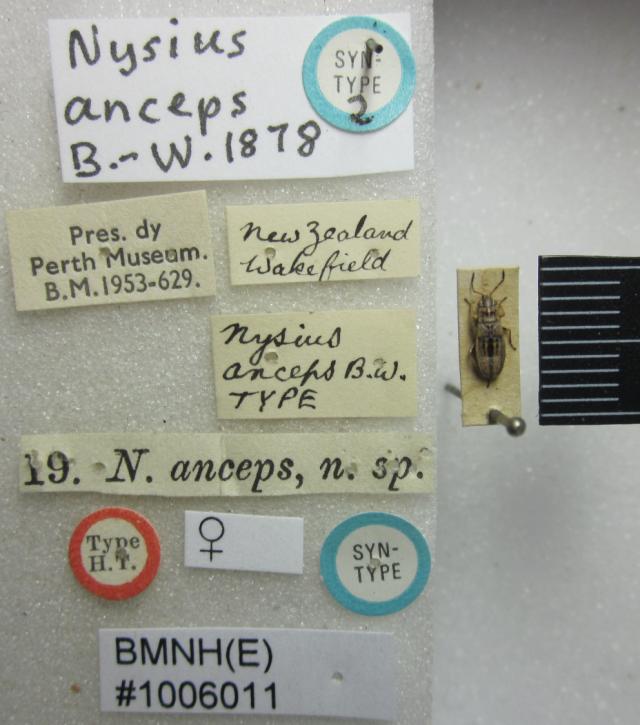 Nysius
anceps
B.-W. 1878
SYN-
TYPE
2
Pres. dy
Perth Museum.
B.M.1953-629.
New Zealand
Wakefield
Nysius
anceps B.W.
TYPE
19. N. anceps, n. sp.
Type
H.T.
♀
SYN-
TYPE
BMNH(E)
#1006011